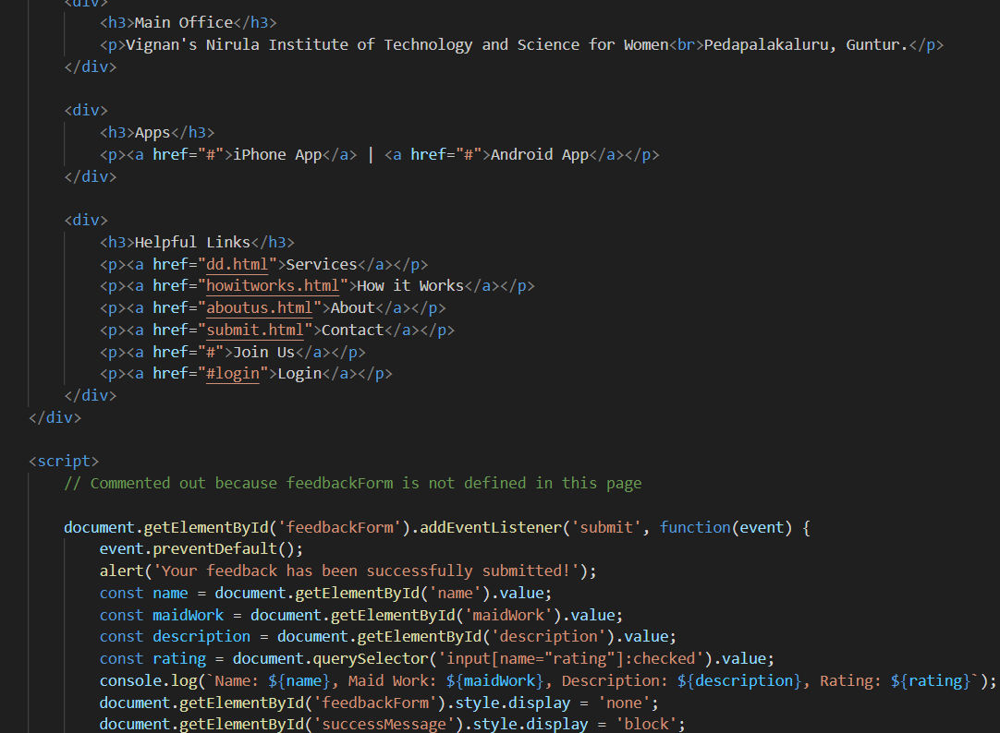 <div>
<h3>Main Office</h3>
<p>Vignan's Nirula Institute of Technology and Science for Women<br>Pedapalakaluru, Guntur.</p>
</div>
<div>
<h3>Apps</h3>
<p><a href="#">iPhone App</a> | <a href="#">Android App</a></p>
</div>
<div>
<h3>Helpful Links</h3>
<p><a href="dd.html">Services</a></p>
<p><a href="howitworks.html">How it Works</a></p>
<p><a href="aboutus.html">About</a></p>
<p><a href="submit.html">Contact</a></p>
<p><a href="#">Join Us</a></p>
<p><a href="#login">Login</a></p>
</div>
</div>
<script>
// Commented out because feedbackForm is not defined in this page
document.getElementById('feedbackForm').addEventListener('submit', function(event) {
event.preventDefault();
alert('Your feedback has been successfully submitted!');
const name = document.getElementById('name').value;
const maidWork = document.getElementById('maidWork').value;
const description = document.getElementById('description').value;
const rating = document.querySelector('input[name="rating"]:checked').value;
console.log(`Name: ${name}, Maid Work: ${maidWork}, Description: ${description}, Rating: ${rating}`);
document.getElementById('feedbackForm').style.display = 'none';
document.getElementById('successMessage').style.display = 'block';